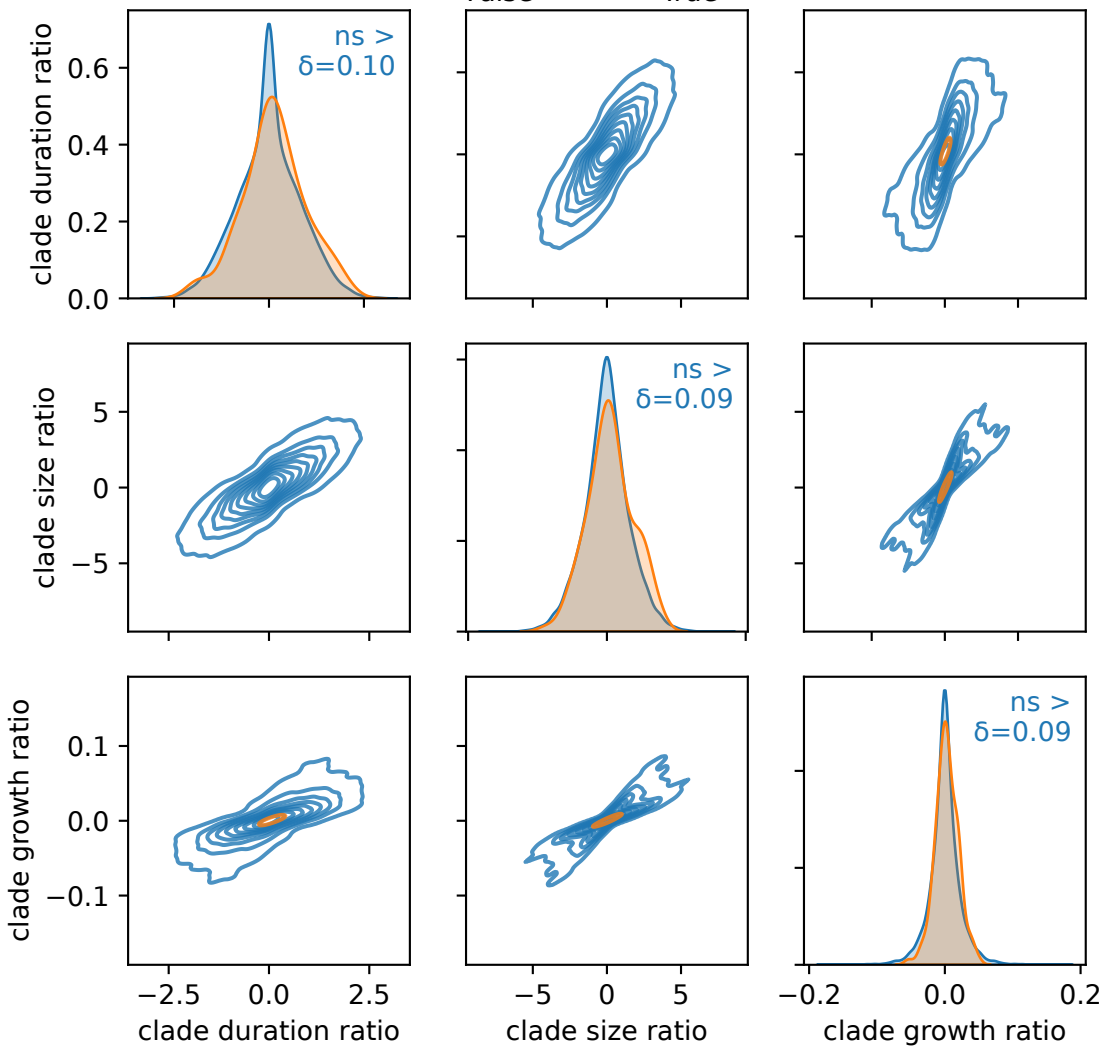 clade duration ratio
0.6
0.4
0.2
0.0
ns >
δ=0.10
clade size ratio
5
0
−5
ns >
δ=0.09
clade growth ratio
0.1
0.0
−0.1
ns >
δ=0.09
−2.5 0.0 2.5
−5 0 5
−0.2 0.0 0.2
clade duration ratio
clade size ratio
clade growth ratio